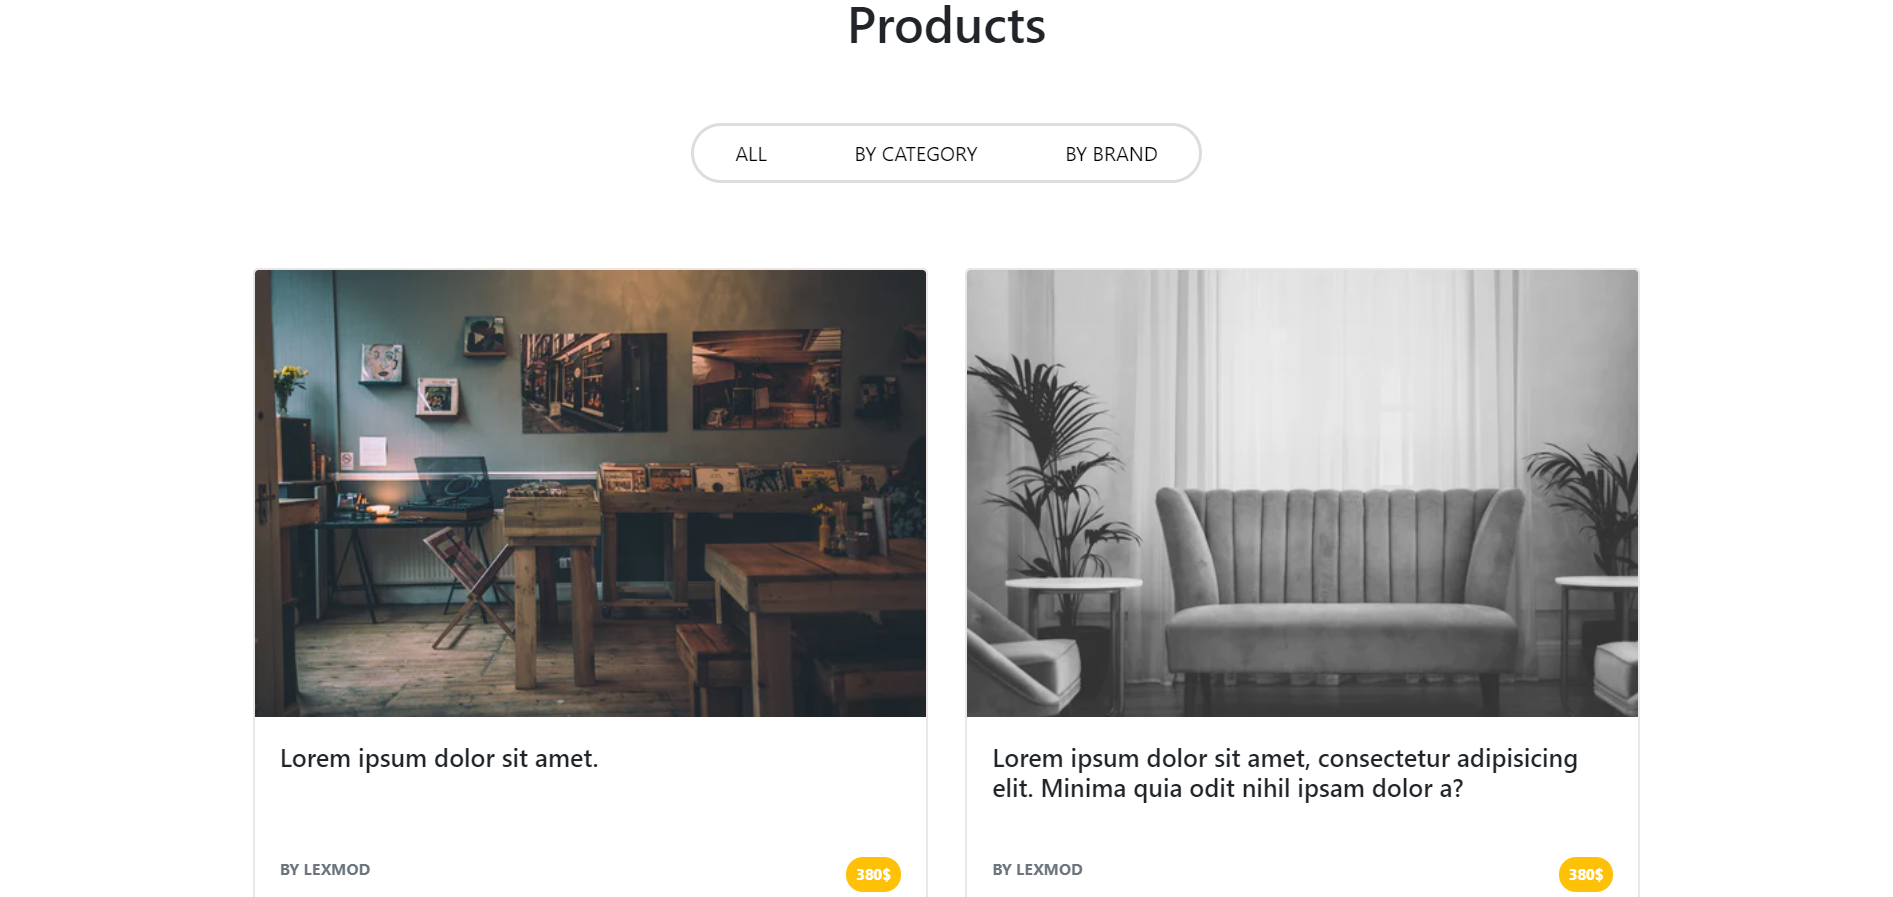 Products
ALL
BY CATEGORY
BY BRAND
Lorem ipsum dolor sit amet.
BY LEXMOD
380$
Lorem ipsum dolor sit amet, consectetur adipisicing
elit. Minima quia odit nihil ipsam dolor a?
BY LEXMOD
380$